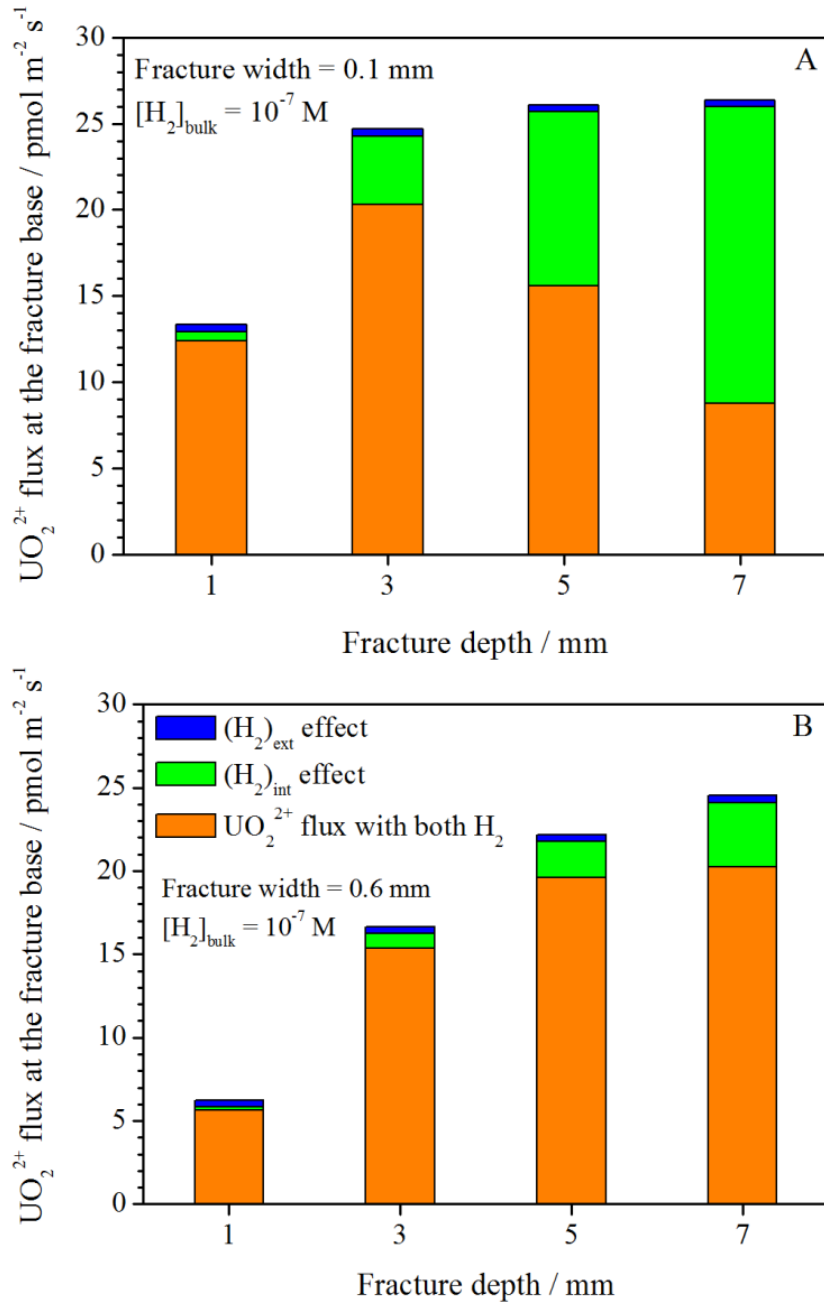 UO₂²⁺ flux at the fracture base / pmol m⁻² s⁻¹
30
25
20
15
10
5
0
A
Fracture width = 0.1 mm
[H₂]bulk = 10⁻⁷ M
1 3 5 7
Fracture depth / mm
UO₂²⁺ flux at the fracture base / pmol m⁻² s⁻¹
30
25
20
15
10
5
0
B
(H₂)ext effect
(H₂)int effect
UO₂²⁺ flux with both H₂
Fracture width = 0.6 mm
[H₂]bulk = 10⁻⁷ M
1 3 5 7
Fracture depth / mm